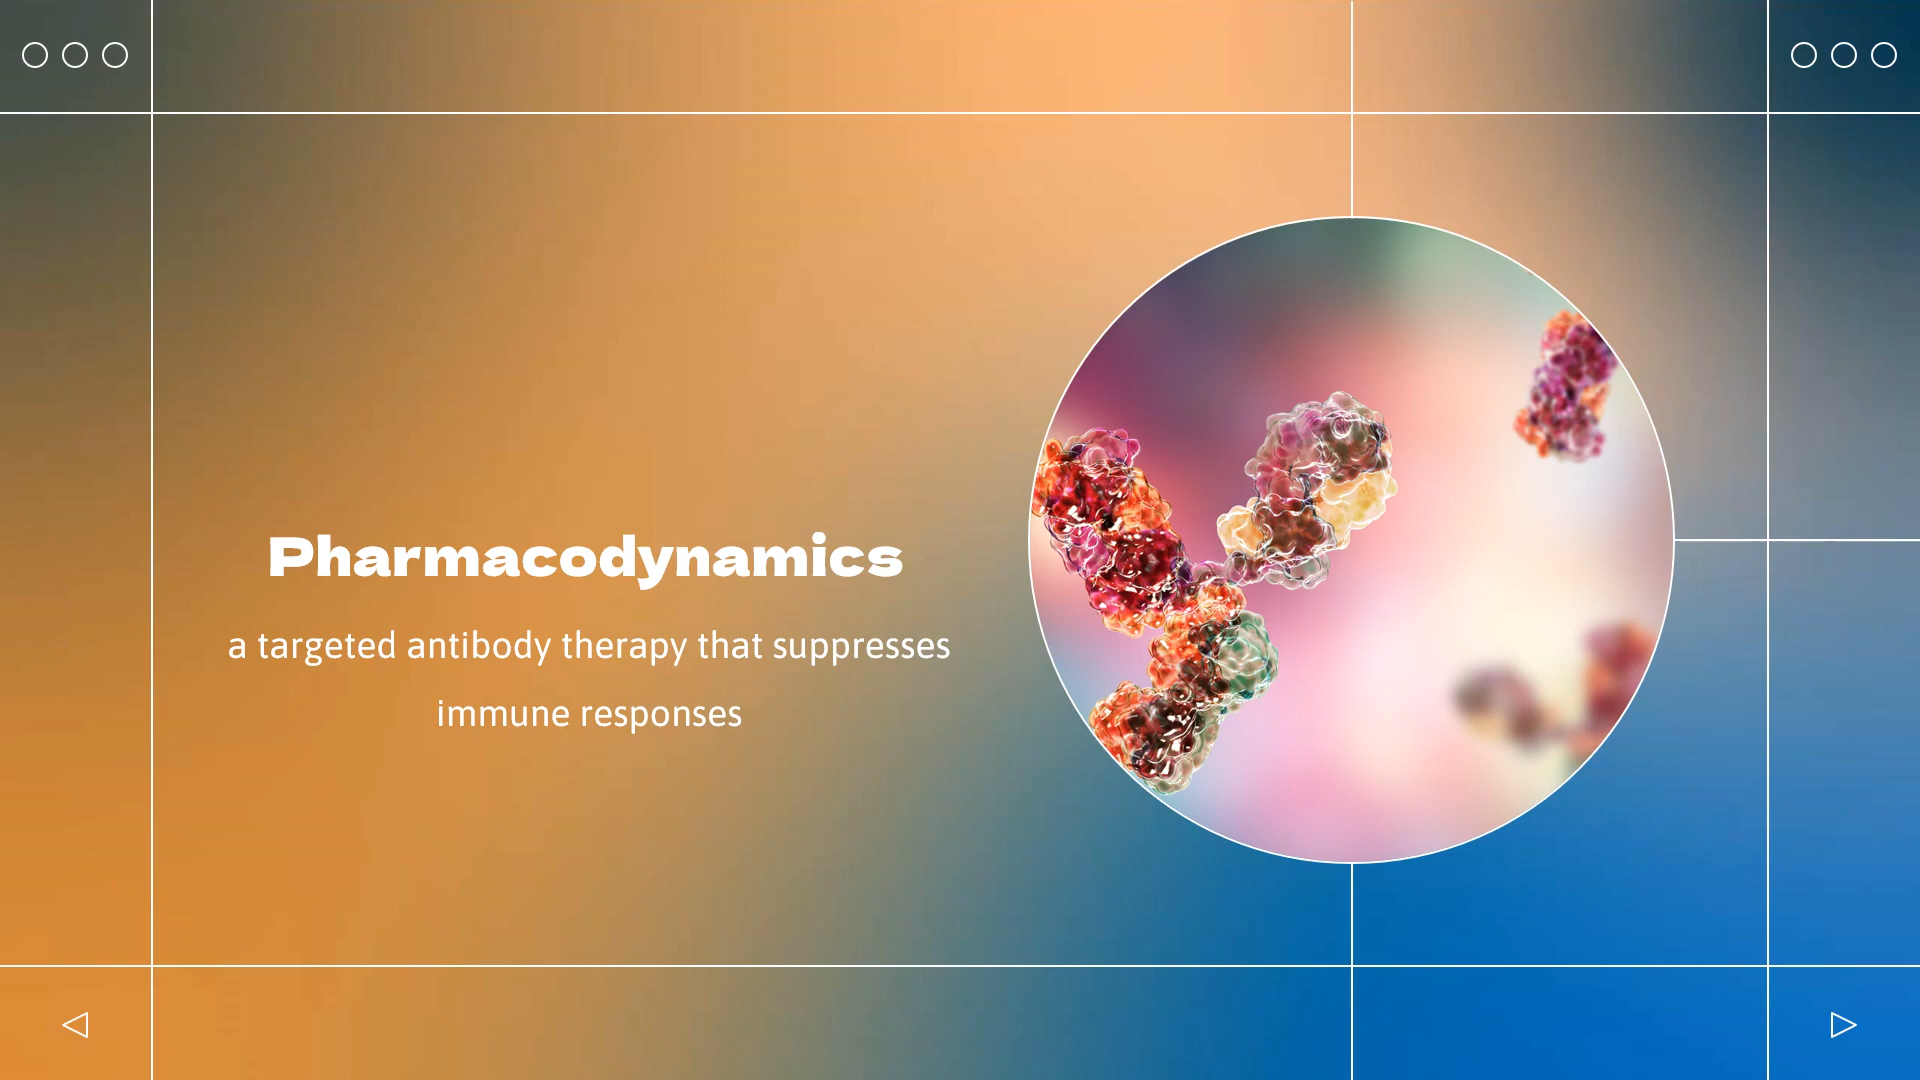 Pharmacodynamics
a targeted antibody therapy that suppresses
immune responses